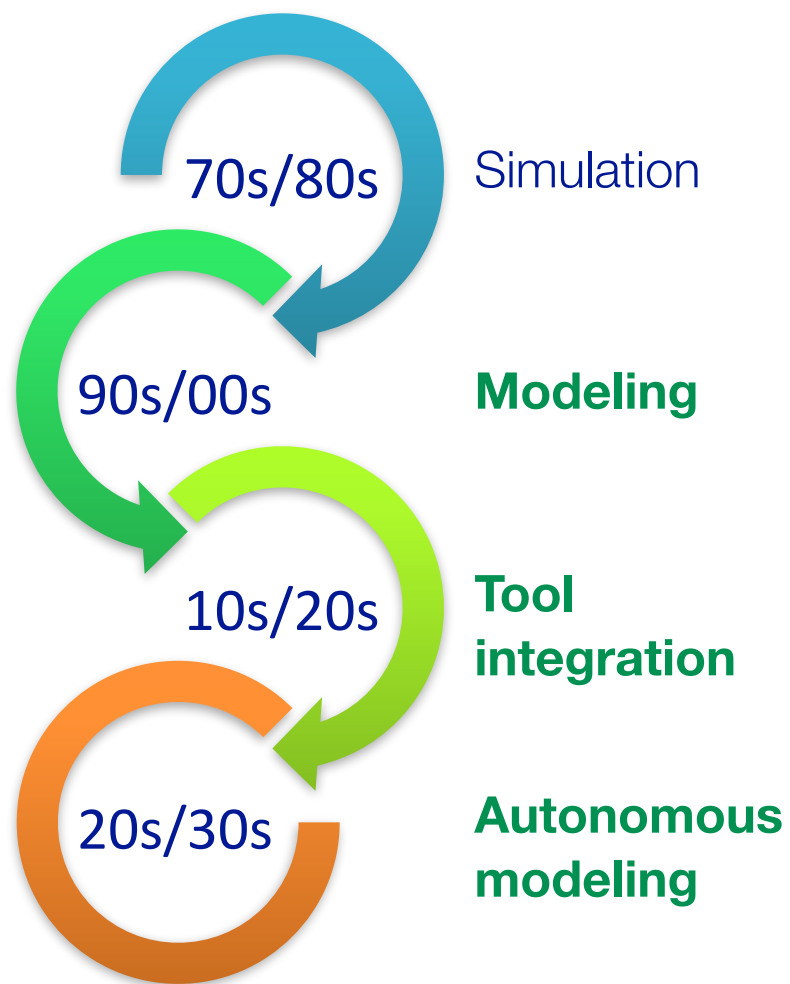 70s/80s
Simulation
90s/00s
Modeling
10s/20s
Tool
integration
20s/30s
Autonomous
modeling